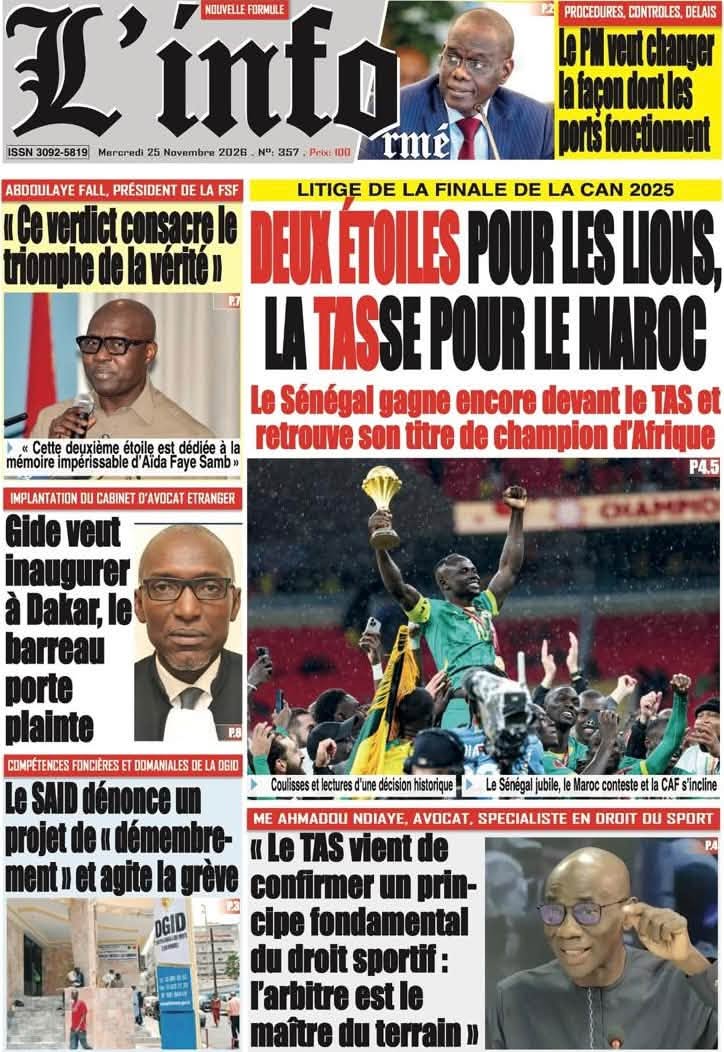 NOUVELLE FORMULE
L'info
rmé
ISSN 3092-5819
Mercredi 25 Novembre 2026 . N°: 357 . Prix: 100
P.2
PROCEDURES, CONTROLES, DELAIS
Le PM veut changer
la façon dont les
ports fonctionnent
ABDOULAYE FALL, PRÉSIDENT DE LA FSF
« Ce verdict consacre le
triomphe de la vérité »
P.7
« Cette deuxième étoile est dédiée à la
mémoire impérissable d'Aïda Faye Samb »
LITIGE DE LA FINALE DE LA CAN 2025
DEUX ÉTOILES POUR LES LIONS,
LA TASSE POUR LE MAROC
Le Sénégal gagne encore devant le TAS et
retrouve son titre de champion d'Afrique
P4.5
CHAMPIO
Coulisses et lectures d'une décision historique
Le Sénégal jubile, le Maroc conteste et la CAF s'incline
IMPLANTATION DU CABINET D'AVOCAT ETRANGER
Gide veut
inaugurer
à Dakar, le
barreau
porte
plainte
P.8
COMPÉTENCES FONCIÈRES ET DOMANIALES DE LA DGID
Le SAID dénonce un
projet de « démembre-
ment » et agite la grève
P.3
DGID
ME AHMADOU NDIAYE, AVOCAT, SPECIALISTE EN DROIT DU SPORT
« Le TAS vient de
confirmer un prin-
cipe fondamental
du droit sportif :
l'arbitre est le
maître du terrain »
P.4